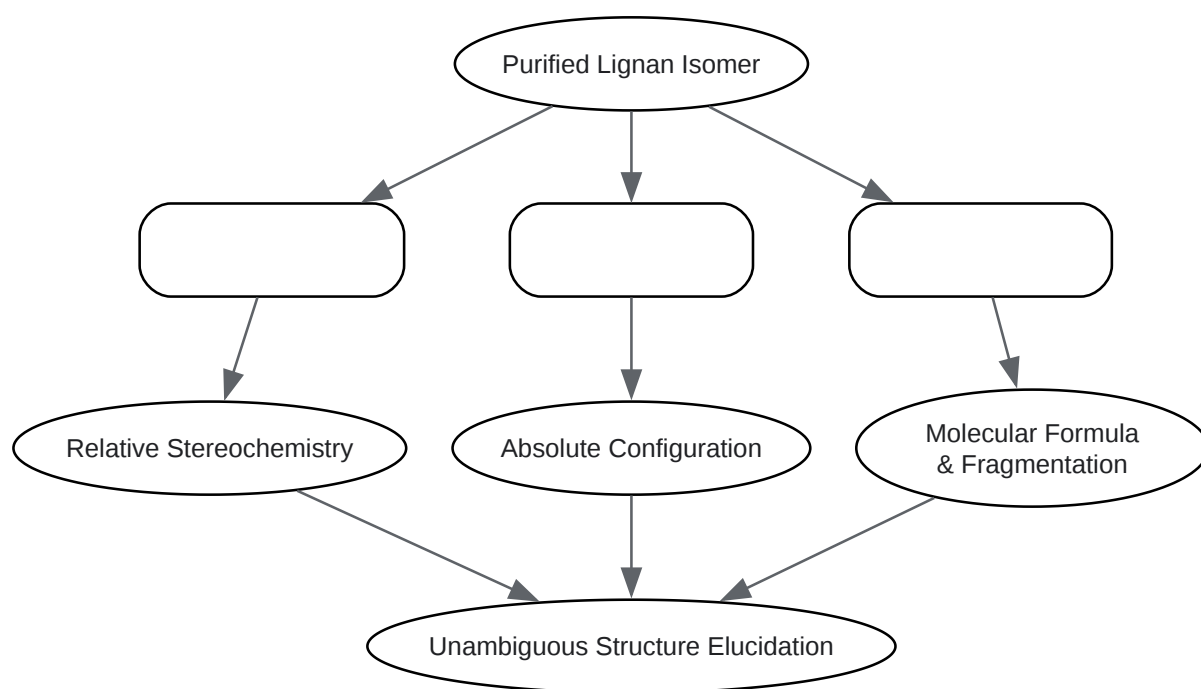 Purified Lignan Isomer
Relative Stereochemistry
Absolute Configuration
Molecular Formula
& Fragmentation
Unambiguous Structure Elucidation